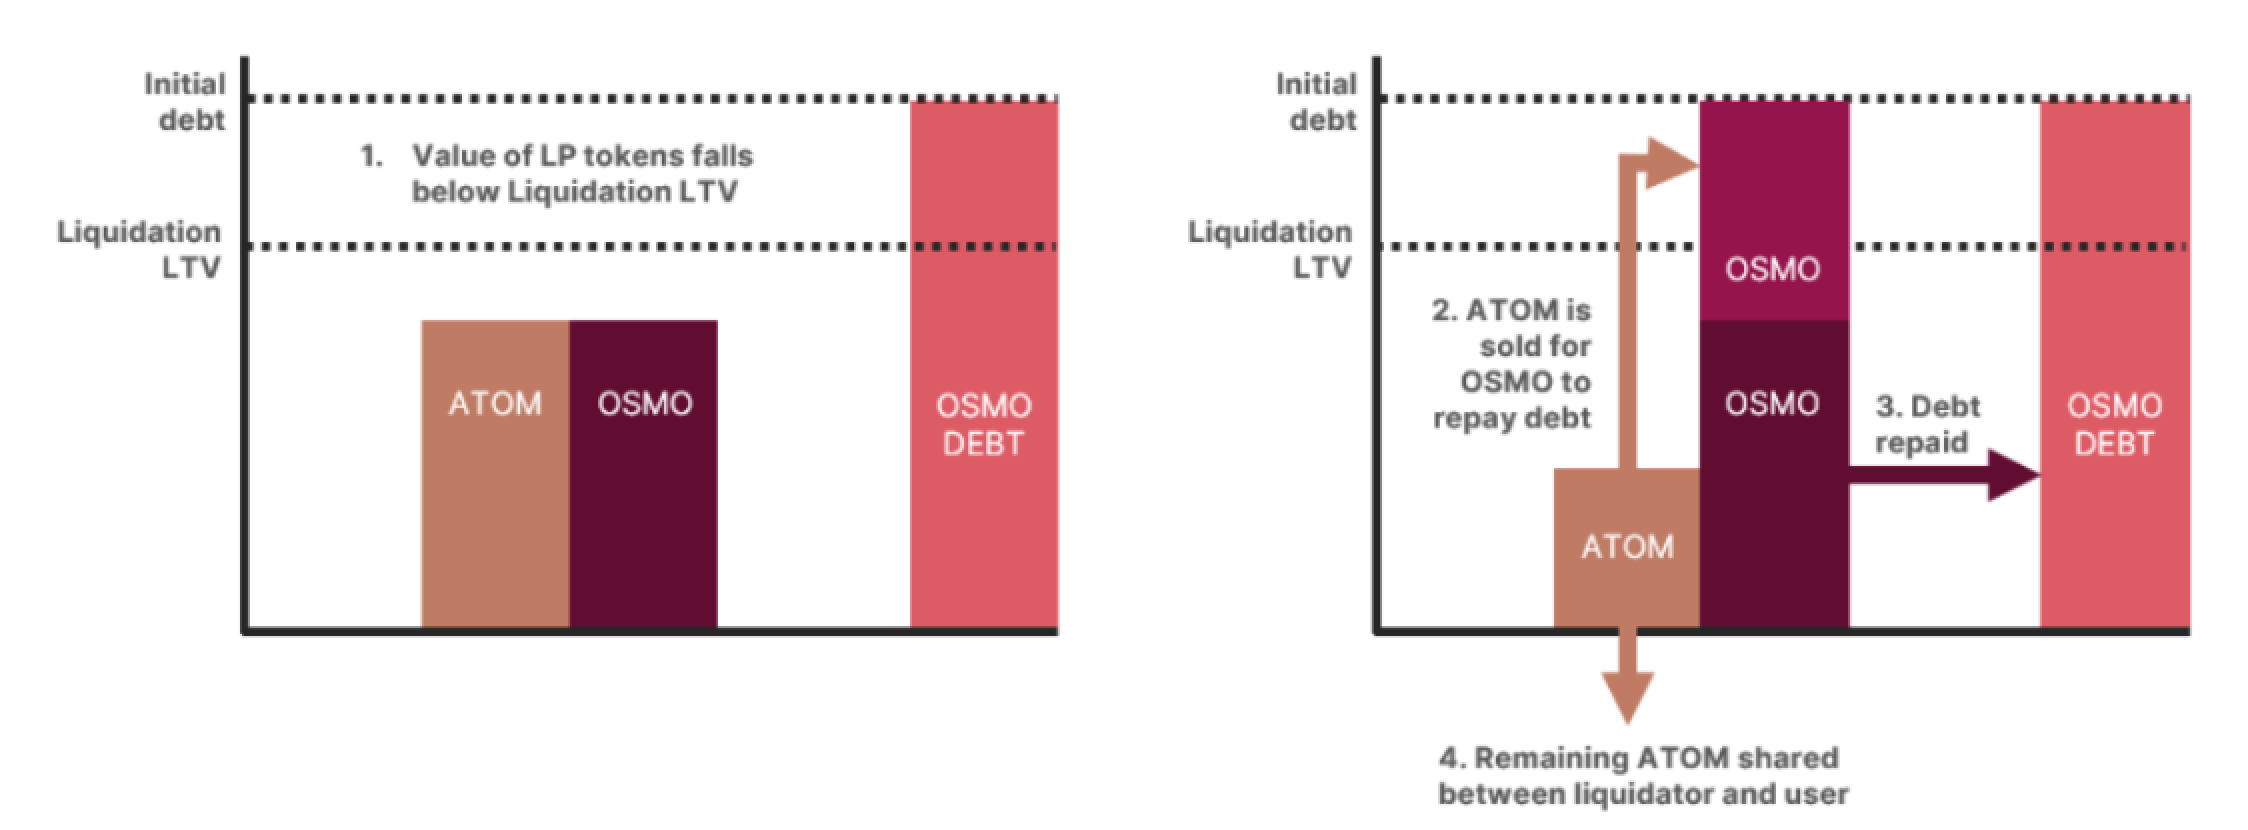 Initial
debt
1. Value of LP tokens falls
below Liquidation LTV
Liquidation
LTV
ATOM
OSMO
OSMO
DEBT
Initial
debt
Liquidation
LTV
OSMO
2. ATOM is
sold for
OSMO to
repay debt
OSMO
3. Debt
repaid
OSMO
DEBT
ATOM
4. Remaining ATOM shared
between liquidator and user